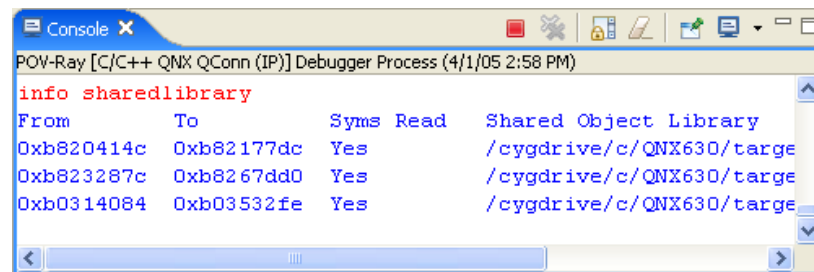 Console
POV-Ray [C/C++ QNX QConn (IP)] Debugger Process (4/1/05 2:58 PM)
info sharedlibrary
From To Syms Read Shared Object Library
0xb820414c 0xb82177dc Yes /cygdrive/c/QNX630/targe
0xb823287c 0xb8267dd0 Yes /cygdrive/c/QNX630/targe
0xb0314084 0xb03532fe Yes /cygdrive/c/QNX630/targe